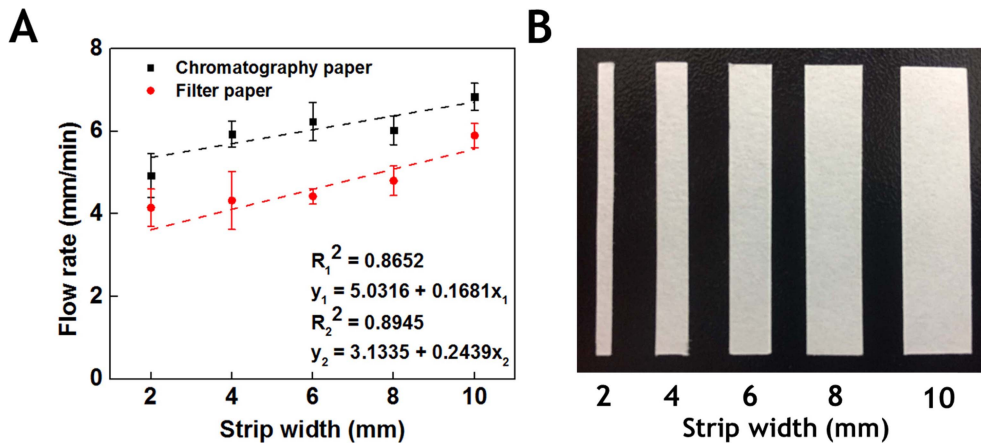 A
B
8
6
4
2
0
Flow rate (mm/min)
Chromatography paper
Filter paper
R₁² = 0.8652
y₁ = 5.0316 + 0.1681x₁
R₂² = 0.8945
y₂ = 3.1335 + 0.2439x₂
2 4 6 8 10
Strip width (mm)
2 4 6 8 10
Strip width (mm)